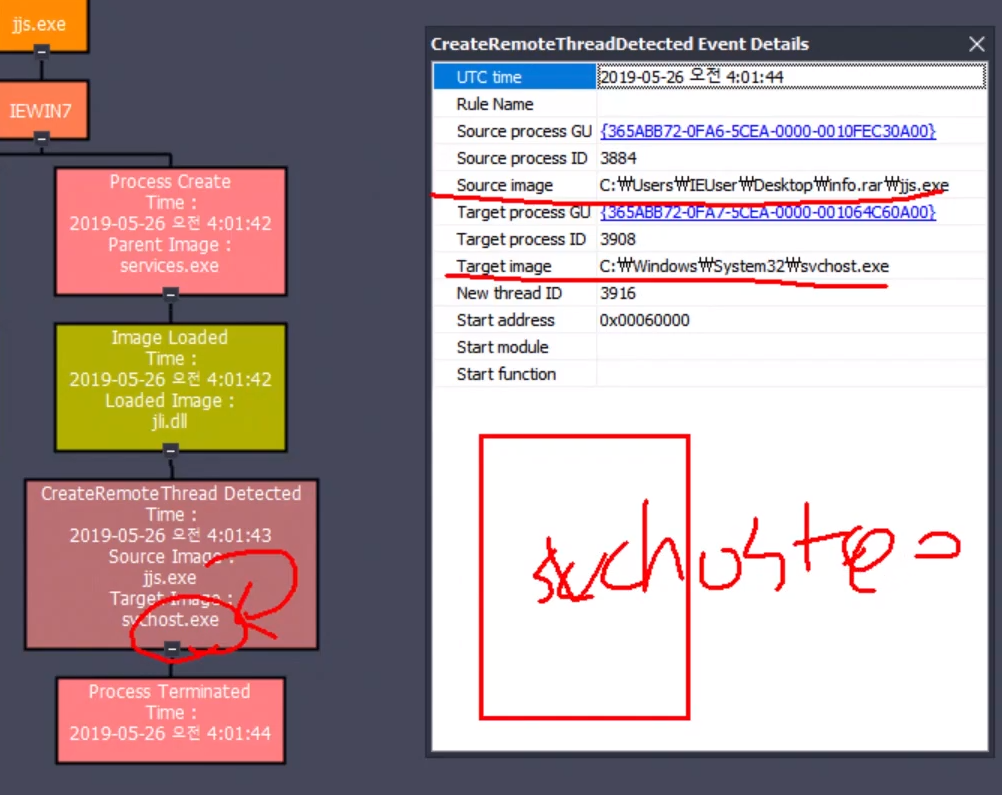 jjs.exe
IEWIN7
Process Create
Time :
2019-05-26 오전 4:01:42
Parent Image :
services.exe
Image Loaded
Time :
2019-05-26 오전 4:01:42
Loaded Image :
jli.dll
CreateRemoteThread Detected
Time :
2019-05-26 오전 4:01:43
Source Image :
jjs.exe
Target Image :
svchost.exe
Process Terminated
Time :
2019-05-26 오전 4:01:44
CreateRemoteThreadDetected Event Details
UTC time 2019-05-26 오전 4:01:44
Rule Name
Source process GU {365ABB72-0FA6-5CEA-0000-0010FEC30A00}
Source process ID 3884
Source image C:₩Users₩IEUser₩Desktop₩info.rar₩jjs.exe
Target process GU {365ABB72-0FA7-5CEA-0000-001064C60A00}
Target process ID 3908
Target image C:₩Windows₩System32₩svchost.exe
New thread ID 3916
Start address 0x00060000
Start module
Start function
svchost